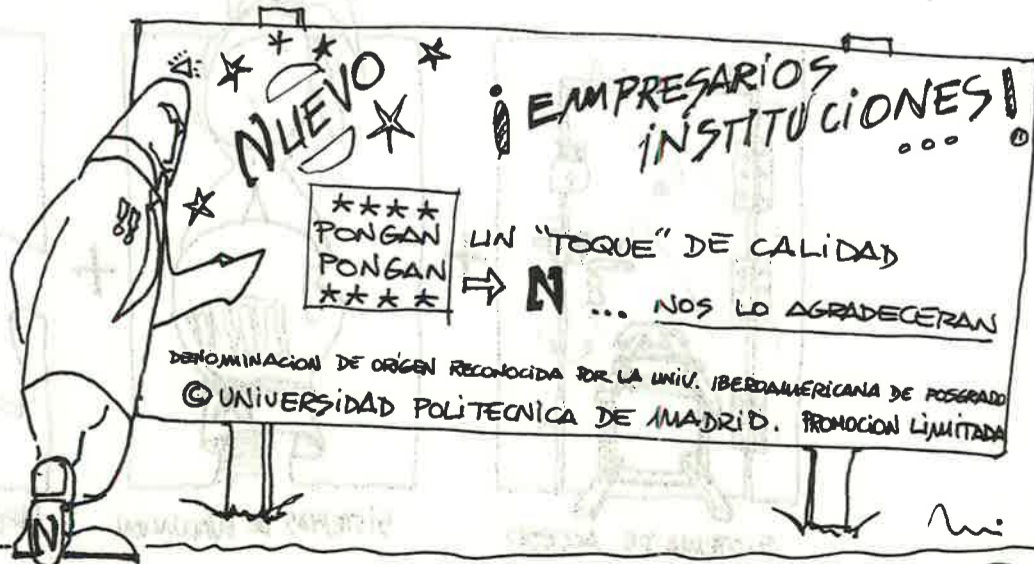 NUEVO
¡EMPRESARIOS
INSTITUCIONES!
...
****
PONGAN
PONGAN
****
UN "TOQUE" DE CALIDAD
⇨ N ... NOS LO AGRADECERAN
DENOMINACION DE ORÍGEN RECONOCIDA POR LA UNIV. IBEROAMERICANA DE POSGRADO
© UNIVERSIDAD POLITECNICA DE MADRID. PROMOCION LIMITADA
N